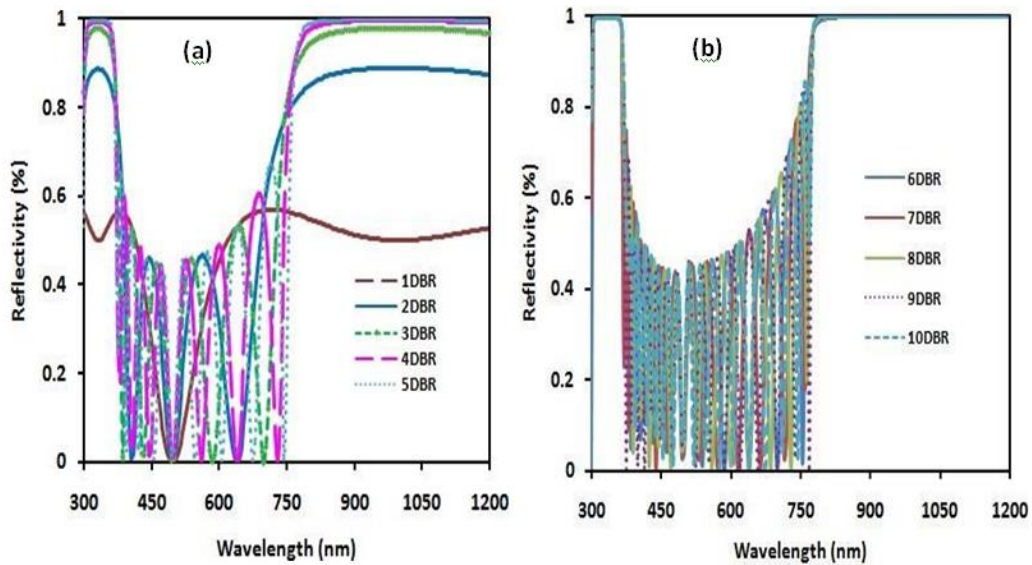 (a)
Reflectivity (%)
1
0.8
0.6
0.4
0.2
0
1DBR
2DBR
3DBR
4DBR
5DBR
300 450 600 750 900 1050 1200
Wavelength (nm)
(b)
Reflectivity (%)
1
0.8
0.6
0.4
0.2
0
6DBR
7DBR
8DBR
9DBR
10DBR
300 450 600 750 900 1050 1200
Wavelength (nm)